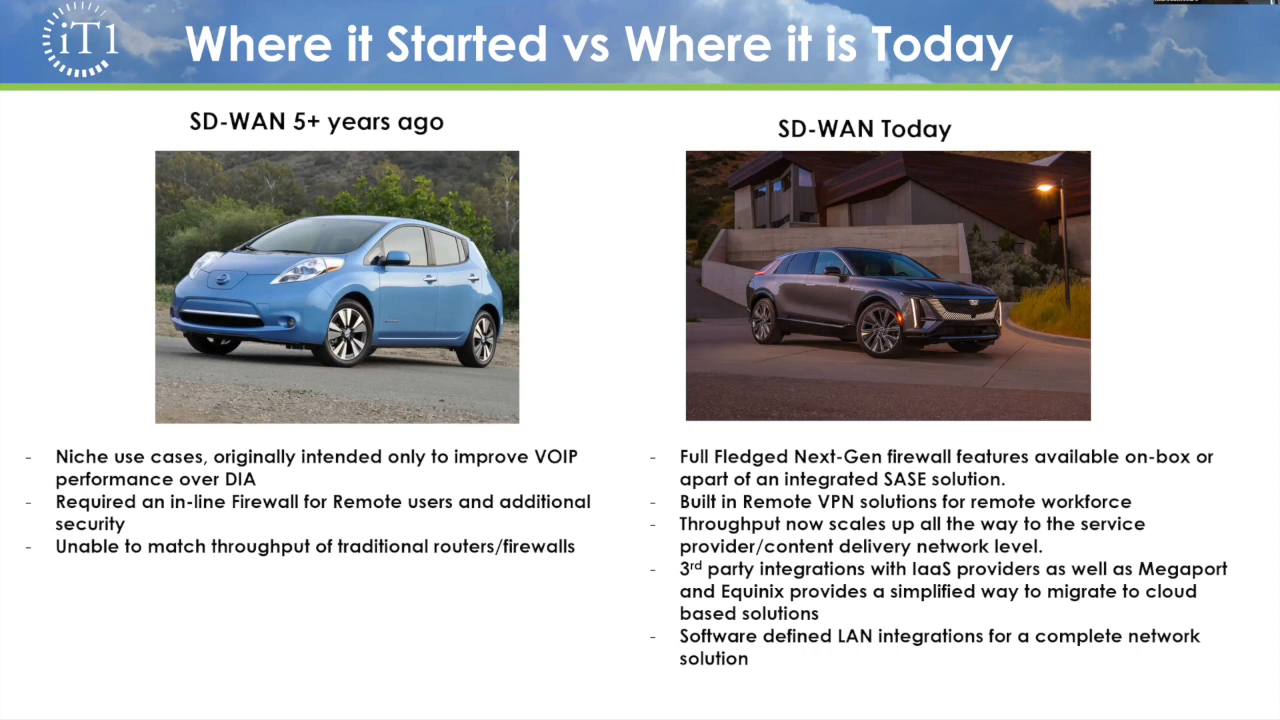 iT1
Where it Started vs Where it is Today
SD-WAN 5+ years ago
- Niche use cases, originally intended only to improve VOIP
performance over DIA
- Required an in-line Firewall for Remote users and additional
security
- Unable to match throughput of traditional routers/firewalls
SD-WAN Today
- Full Fledged Next-Gen firewall features available on-box or
apart of an integrated SASE solution.
- Built in Remote VPN solutions for remote workforce
- Throughput now scales up all the way to the service
provider/content delivery network level.
- 3rd party integrations with IaaS providers as well as Megaport
and Equinix provides a simplified way to migrate to cloud
based solutions
- Software defined LAN integrations for a complete network
solution